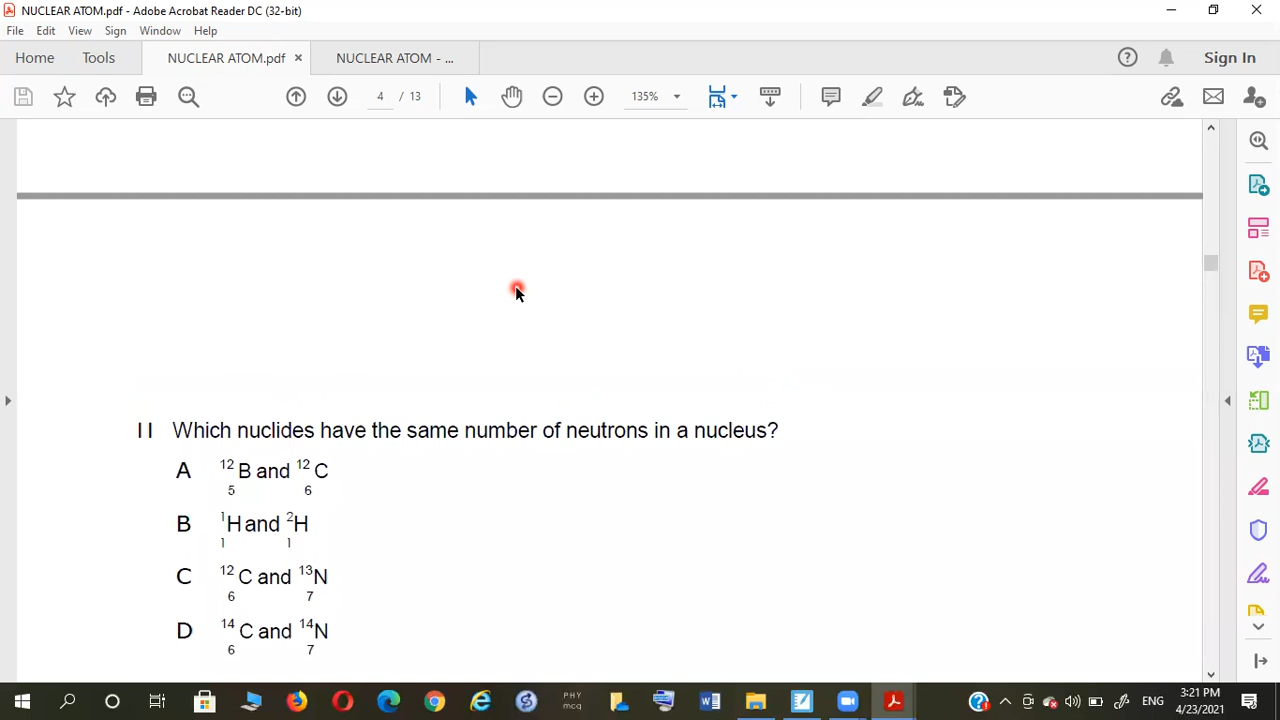 NUCLEAR ATOM.pdf - Adobe Acrobat Reader DC (32-bit)
File Edit View Sign Window Help
Home Tools NUCLEAR ATOM.pdf × NUCLEAR ATOM - ... Sign In
4 / 13 135%
11 Which nuclides have the same number of neutrons in a nucleus?
A ¹²₅B and ¹²₆C
B ¹₁H and ²₁H
C ¹²₆C and ¹³₇N
D ¹⁴₆C and ¹⁴₇N
PHY
mcq
ENG
3:21 PM
4/23/2021